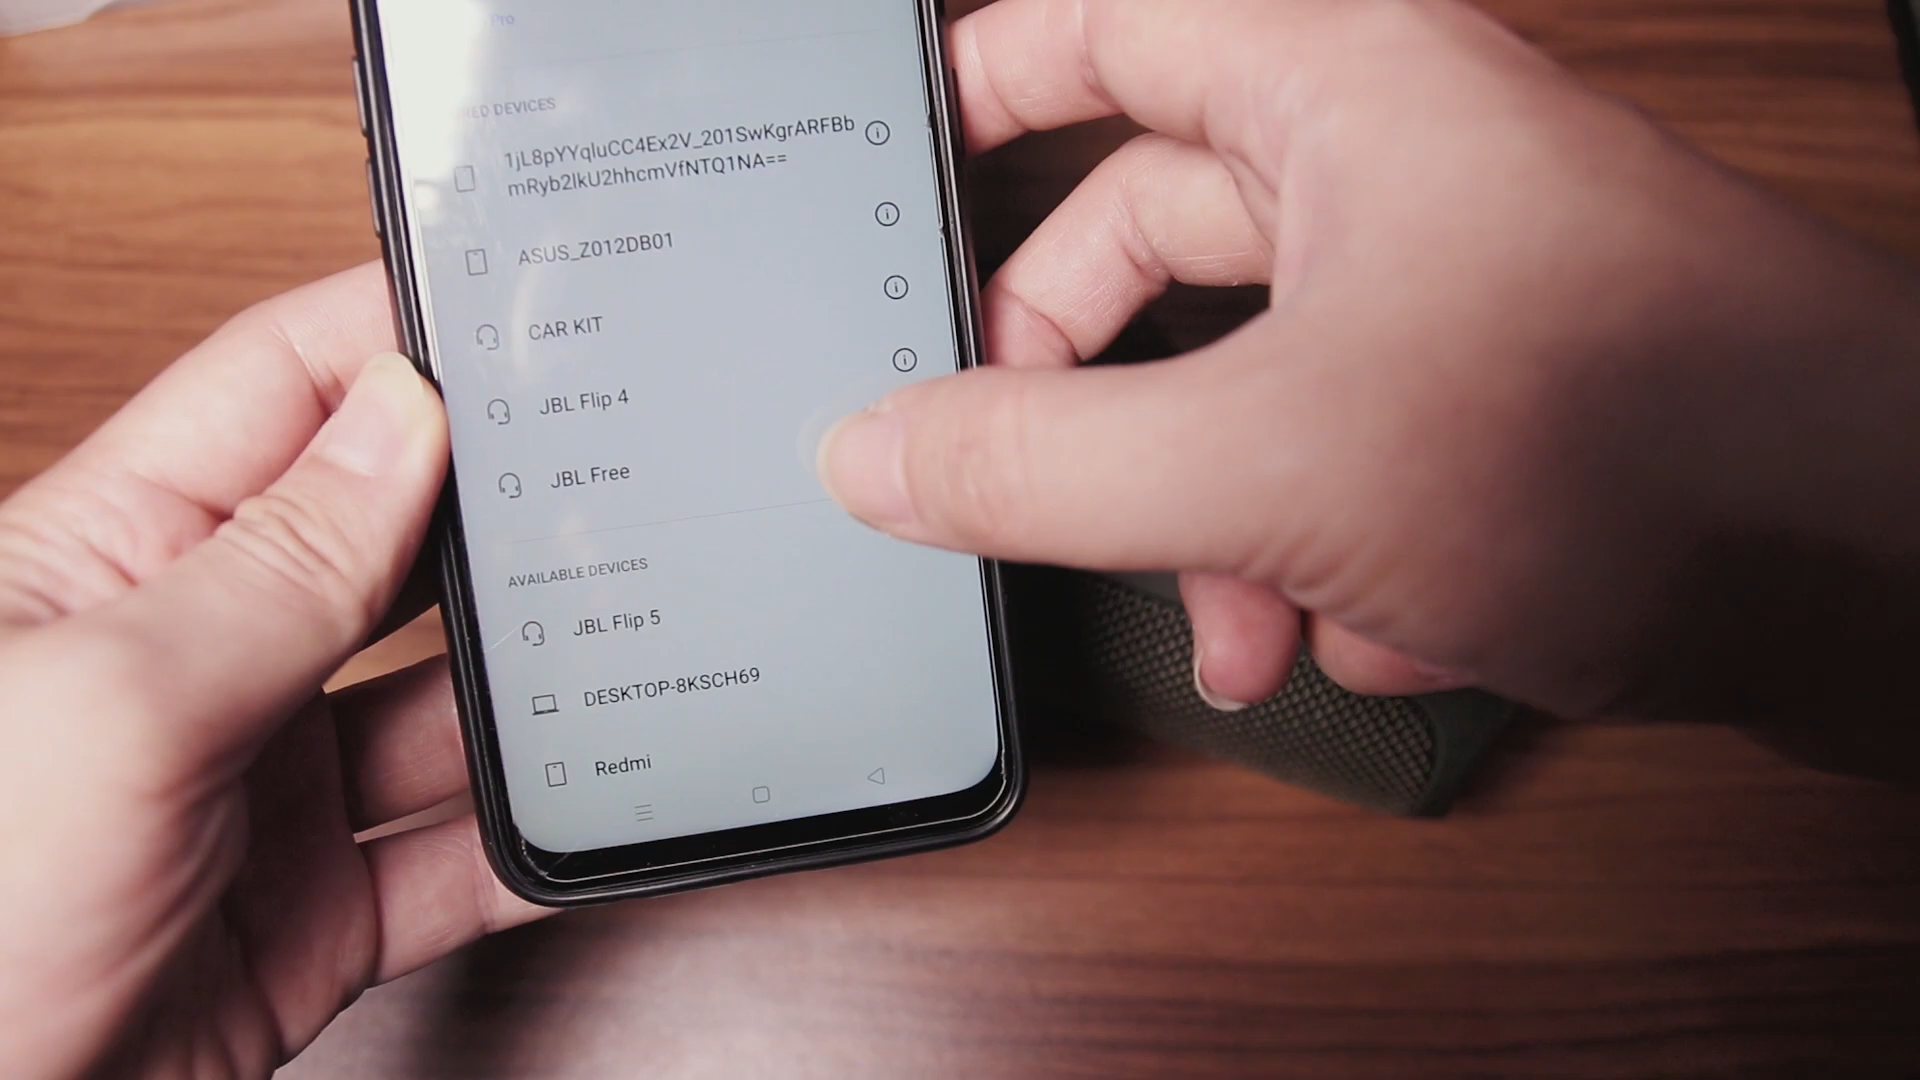 Pro
RED DEVICES
1jL8pYYqluCC4Ex2V_201SwKgrARFBb
mRyb2lkU2hhcmVfNTQ1NA==
ASUS_Z012DB01
CAR KIT
JBL Flip 4
JBL Free
AVAILABLE DEVICES
JBL Flip 5
DESKTOP-8KSCH69
Redmi